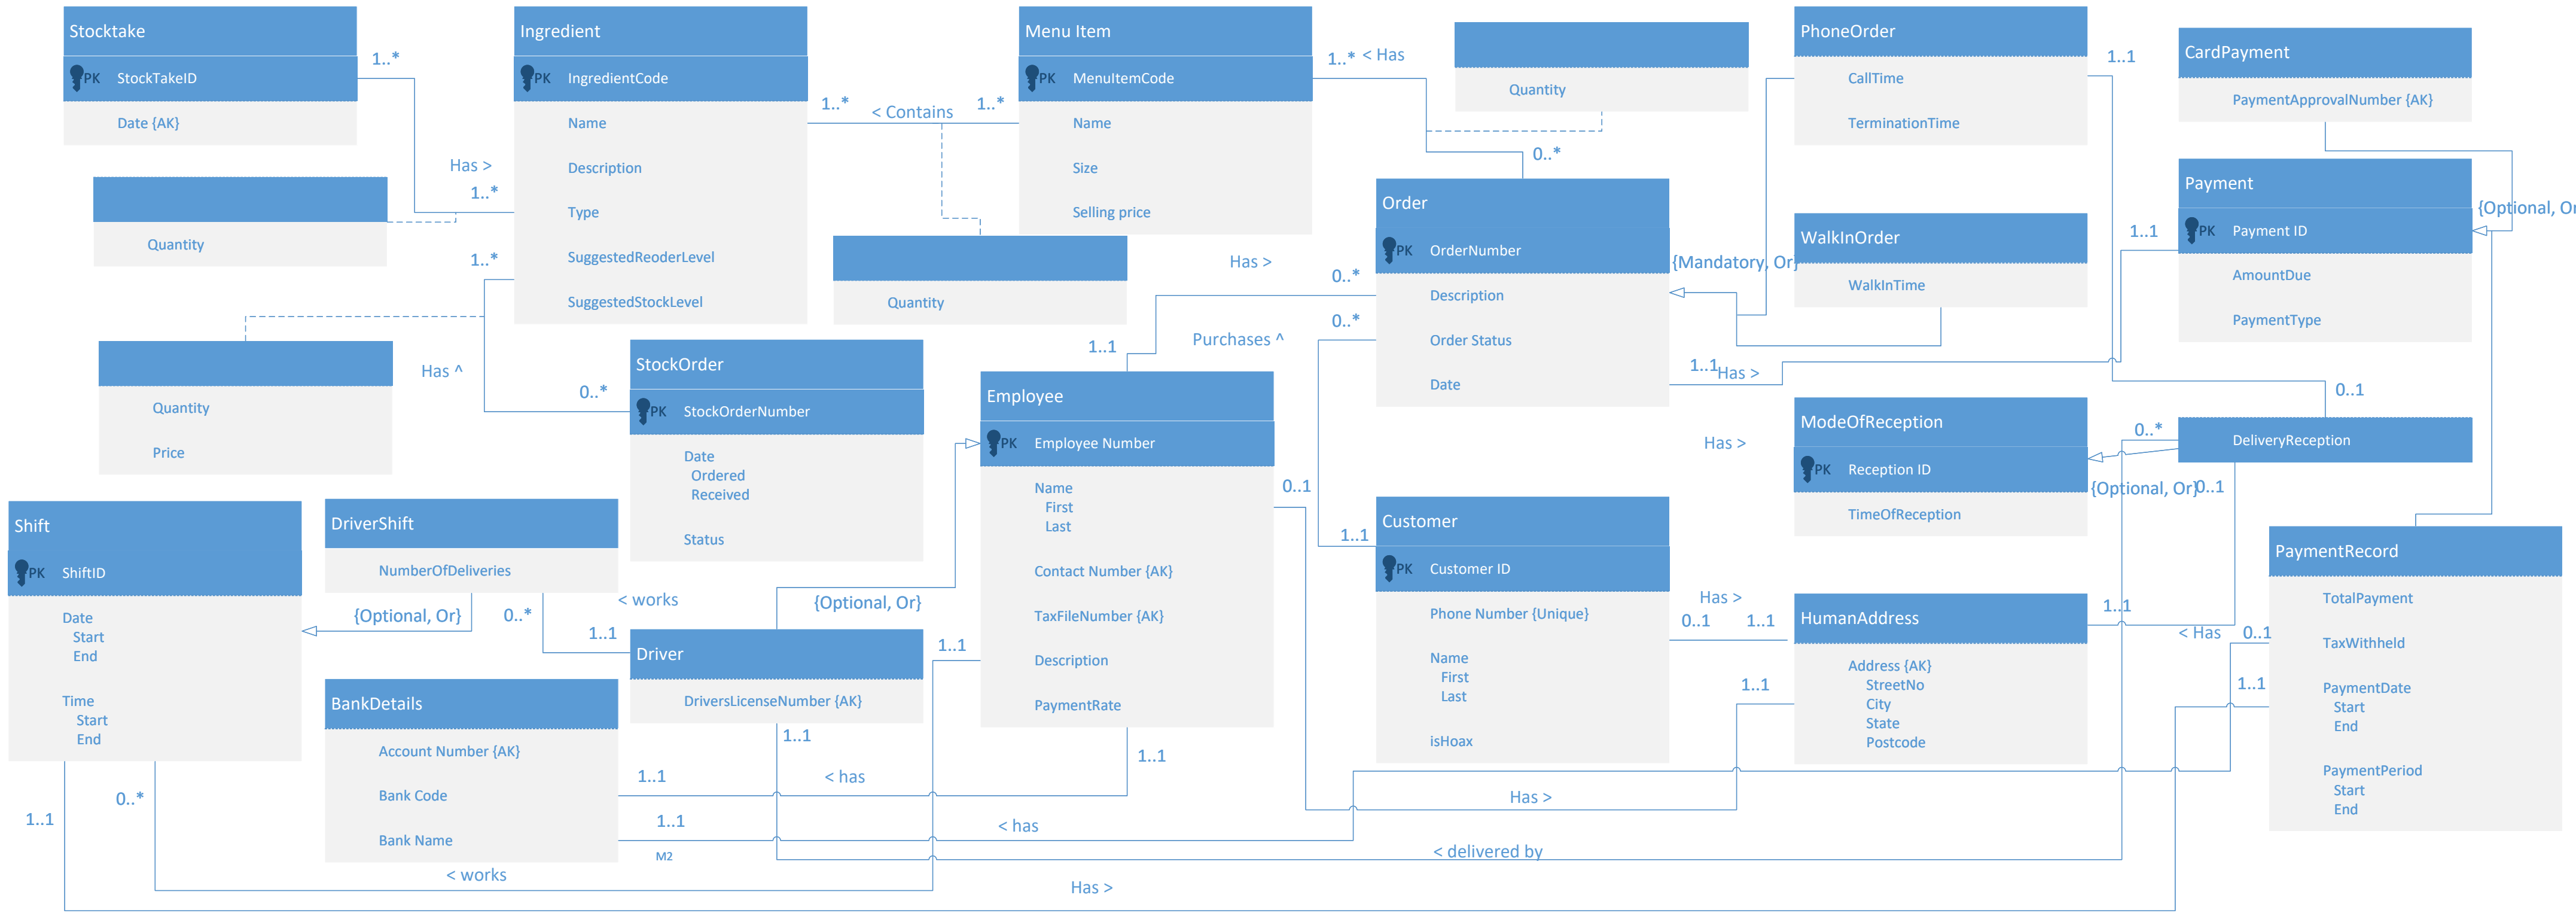 Stocktake
PK StockTakeID
Date {AK}
1..*
Has >
1..*
Quantity
Ingredient
PK IngredientCode
Name
Description
Type
SuggestedReoderLevel
SuggestedStockLevel
1..*
< Contains
1..*
Menu Item
PK MenuItemCode
Name
Size
Selling price
Quantity
1..*
< Has
Quantity
0..*
PhoneOrder
CallTime
TerminationTime
1..1
CardPayment
PaymentApprovalNumber {AK}
Payment
PK Payment ID
AmountDue
PaymentType
{Optional, Or
1..1
Order
PK OrderNumber
Description
Order Status
Date
{Mandatory, Or}
WalkInOrder
WalkInTime
Has >
0..*
0..*
Purchases ^
1..1
1..1
Has >
1..*
Quantity
Price
Has ^
0..*
StockOrder
PK StockOrderNumber
Date
Ordered
Received
Status
Employee
PK Employee Number
Name
First
Last
Contact Number {AK}
TaxFileNumber {AK}
Description
PaymentRate
0..1
Has >
ModeOfReception
PK Reception ID
TimeOfReception
0..1
0..*
DeliveryReception
{Optional, Or}
0..1
Shift
PK ShiftID
Date
Start
End
Time
Start
End
DriverShift
NumberOfDeliveries
{Optional, Or}
0..*
< works
1..1
Driver
DriversLicenseNumber {AK}
{Optional, Or}
1..1
1..1
Customer
PK Customer ID
Phone Number {Unique}
Name
First
Last
isHoax
Has >
0..1
1..1
HumanAddress
Address {AK}
StreetNo
City
State
Postcode
1..1
1..1
< Has
0..1
1..1
PaymentRecord
TotalPayment
TaxWithheld
PaymentDate
Start
End
PaymentPeriod
Start
End
BankDetails
Account Number {AK}
Bank Code
Bank Name
1..1
1..1
< has
1..1
Has >
1..1
M2
< has
< delivered by
0..*
1..1
< works
Has >